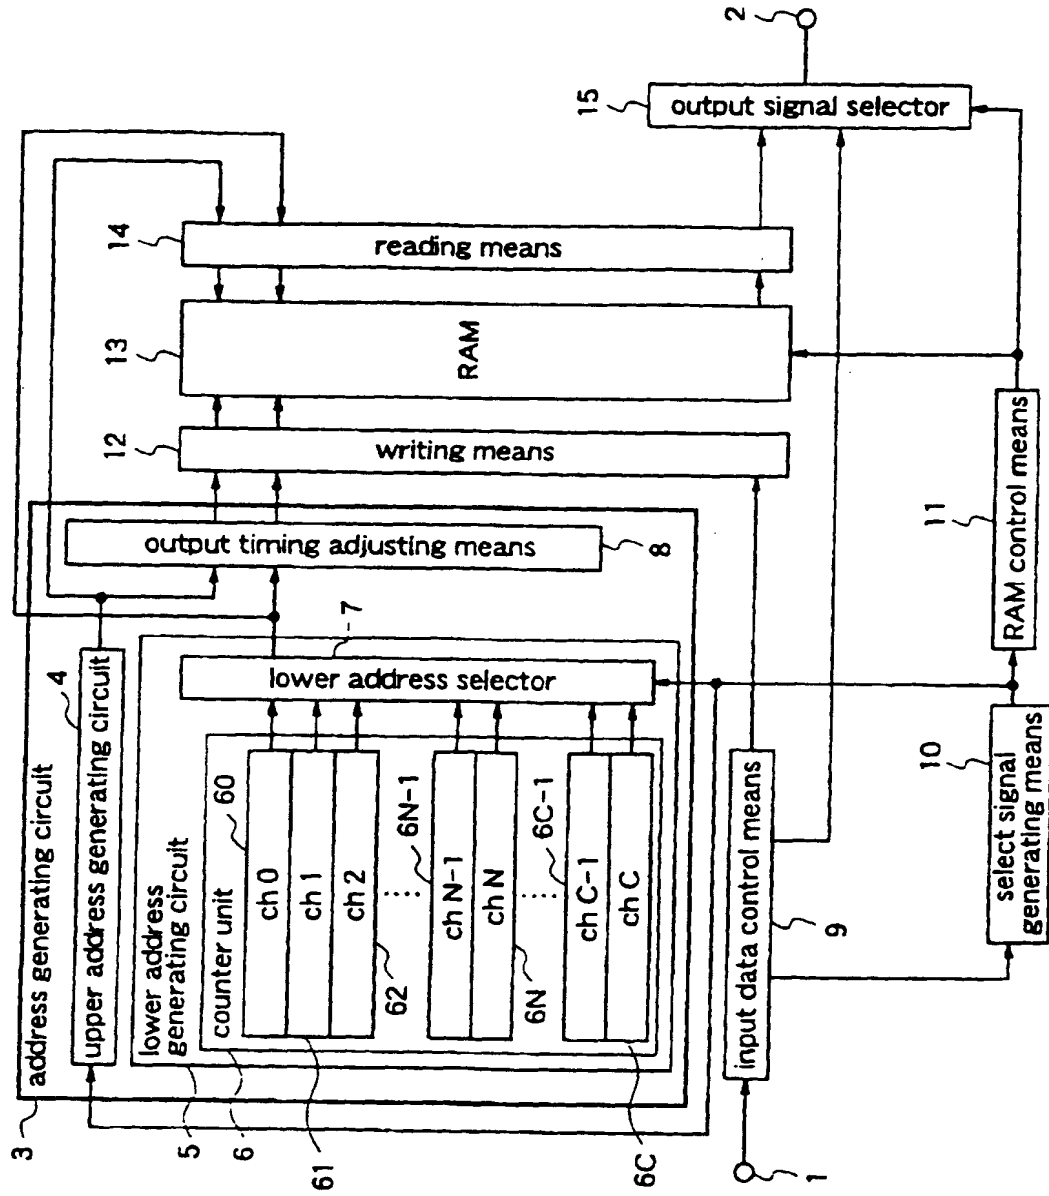 3
address generating circuit
4
upper address generating circuit
5
lower address
generating circuit
6
counter unit
60
ch 0
61
ch 1
ch 2
62
6N-1
ch N-1
ch N
6N
6C-1
ch C-1
ch C
6C
7
lower address selector
8
output timing adjusting means
12
writing means
13
RAM
14
reading means
15
output signal selector
2
1
input data control means
9
10
select signal
generating means
11
RAM control means